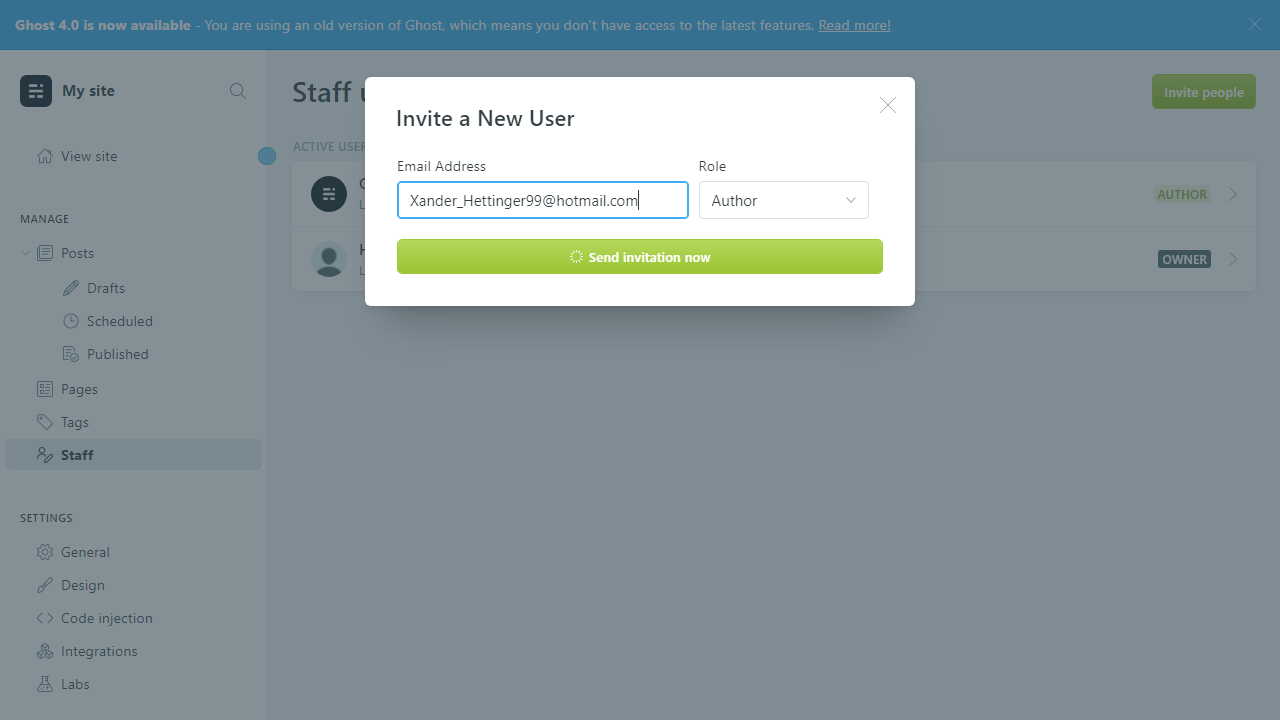 Ghost 4.0 is now available - You are using an old version of Ghost, which means you don't have access to the latest features. Read more!
My site
Staff
Invite people
Invite a New User
View site
ACTIVE
Email Address
Role
Xander_Hettinger99@hotmail.com
Author
AUTHOR
MANAGE
Posts
Send invitation now
OWNER
Drafts
Scheduled
Published
Pages
Tags
Staff
SETTINGS
General
Design
Code injection
Integrations
Labs